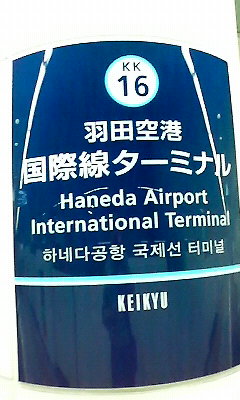 KK
16
羽田空港
国際線ターミナル
Haneda Airport
International Terminal
하네다공항 국제선 터미널
KEIKYU